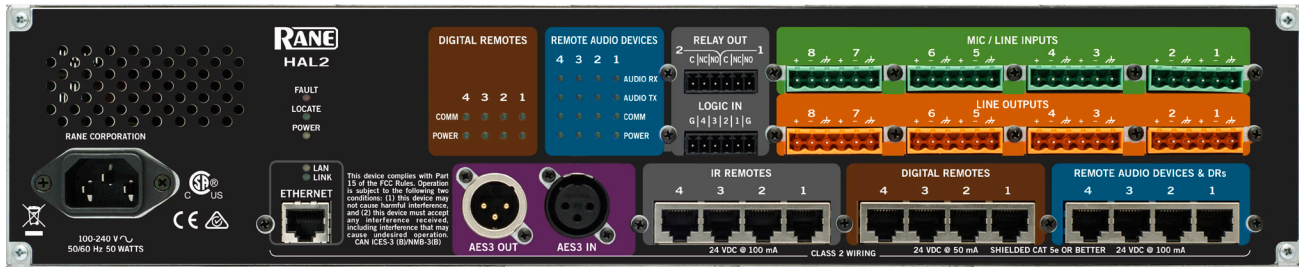 RANE
HAL2
FAULT
LOCATE
POWER
RANE CORPORATION
100-240 V
50/60 Hz 50 WATTS
C US ®
LAN
LINK
ETHERNET
This device complies with Part
15 of the FCC Rules. Operation
is subject to the following two
conditions: (1) this device may
not cause harmful interference,
and (2) this device must accept
any interference received,
including interference that may
cause undesired operation.
CAN ICES-3 (B)/NMB-3(B)
DIGITAL REMOTES
4 3 2 1
COMM
POWER
REMOTE AUDIO DEVICES
4 3 2 1
AUDIO RX
AUDIO TX
COMM
POWER
RELAY OUT
2 1
C NC NO C NC NO
LOGIC IN
G 4 3 2 1 G
MIC / LINE INPUTS
8 7 6 5 4 3 2 1
+ - + - + - + - + - + - + - + -
LINE OUTPUTS
8 7 6 5 4 3 2 1
+ - + - + - + - + - + - + - + -
AES3 OUT
AES3 IN
IR REMOTES
4 3 2 1
24 VDC @ 100 mA
DIGITAL REMOTES
4 3 2 1
24 VDC @ 50 mA
SHIELDED CAT 5e OR BETTER
REMOTE AUDIO DEVICES & DRs
4 3 2 1
24 VDC @ 100 mA
CLASS 2 WIRING